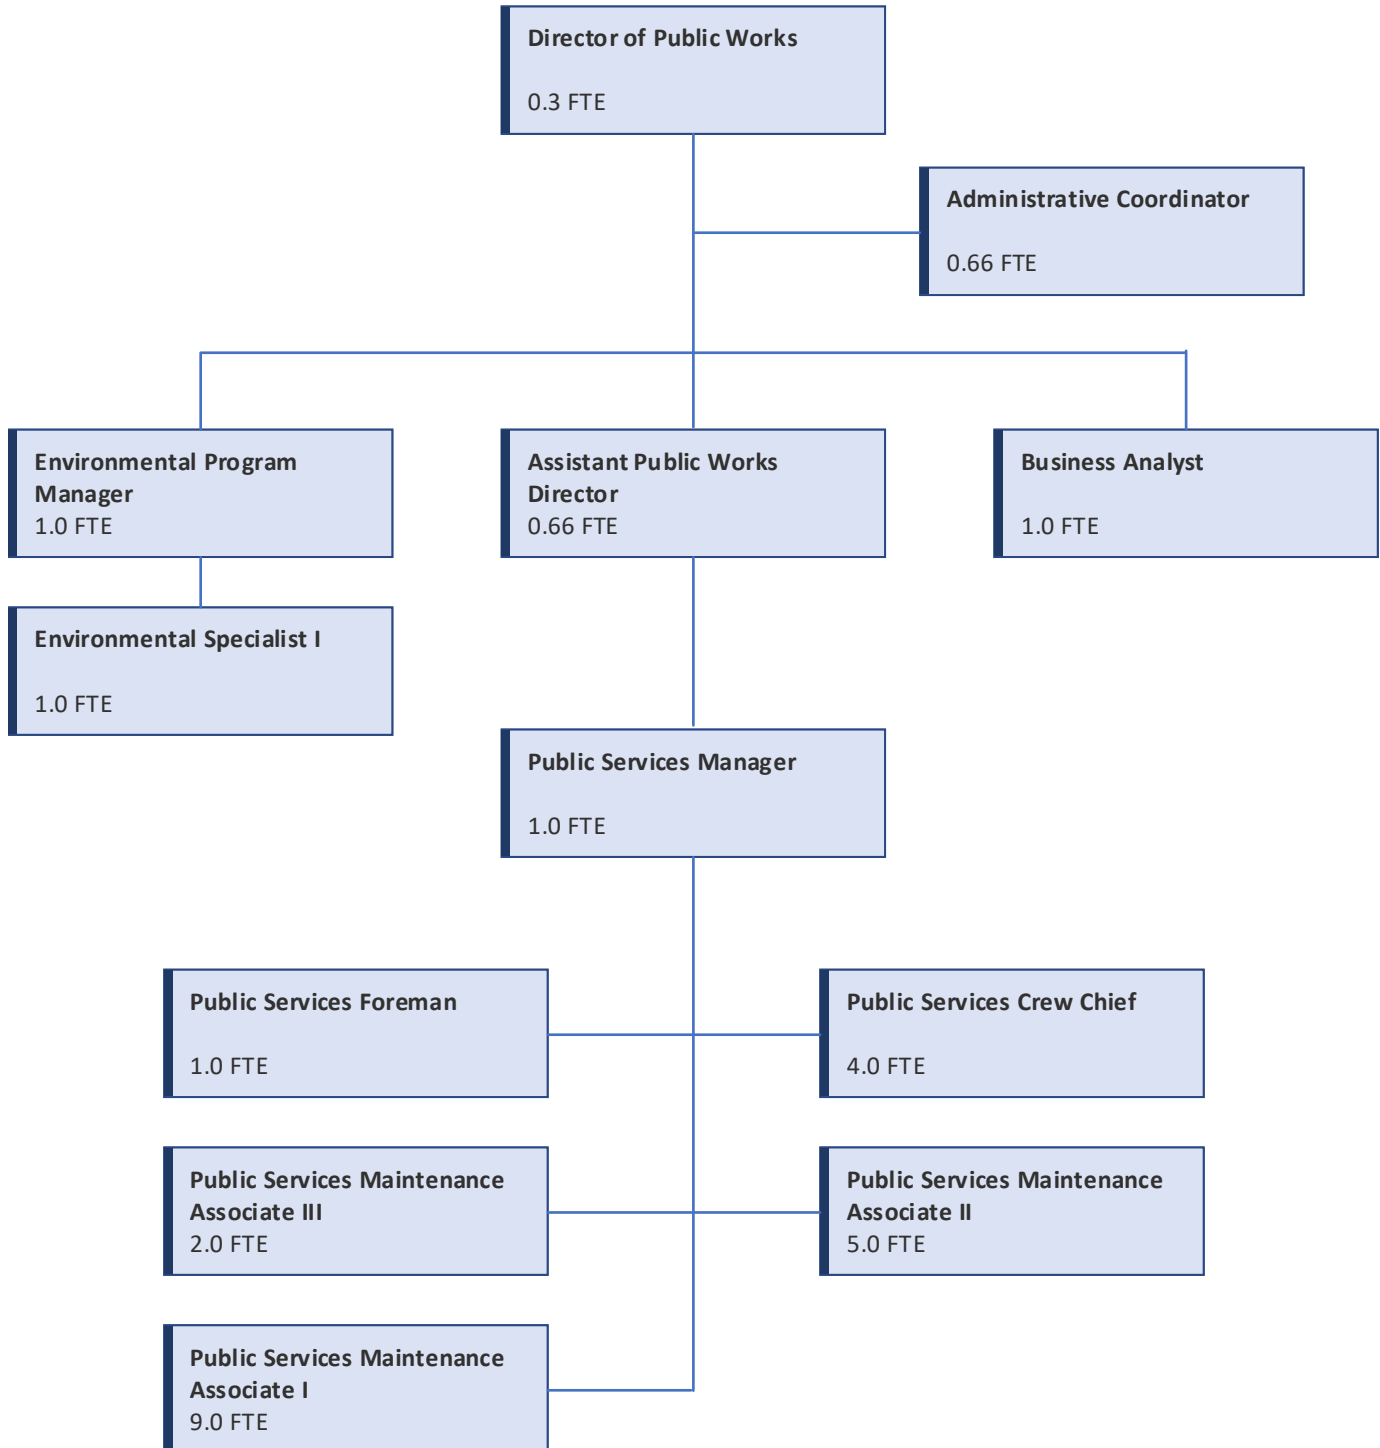 Director of Public Works
0.3 FTE
Administrative Coordinator
0.66 FTE
Environmental Program
Manager
1.0 FTE
Assistant Public Works
Director
0.66 FTE
Business Analyst
1.0 FTE
Environmental Specialist I
1.0 FTE
Public Services Manager
1.0 FTE
Public Services Foreman
1.0 FTE
Public Services Crew Chief
4.0 FTE
Public Services Maintenance
Associate III
2.0 FTE
Public Services Maintenance
Associate II
5.0 FTE
Public Services Maintenance
Associate I
9.0 FTE